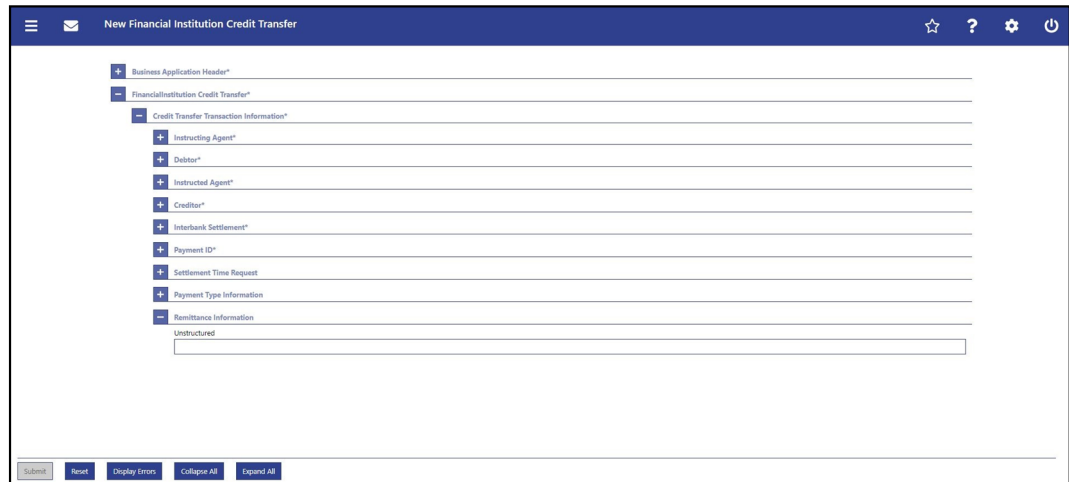 New Financial Institution Credit Transfer
Business Application Header*
FinancialInstitution Credit Transfer*
Credit Transfer Transaction Information*
Instructing Agent*
Debtor*
Instructed Agent*
Creditor*
Interbank Settlement*
Payment ID*
Settlement Time Request
Payment Type Information
Remittance Information
Unstructured
Submit Reset Display Errors Collapse All Expand All